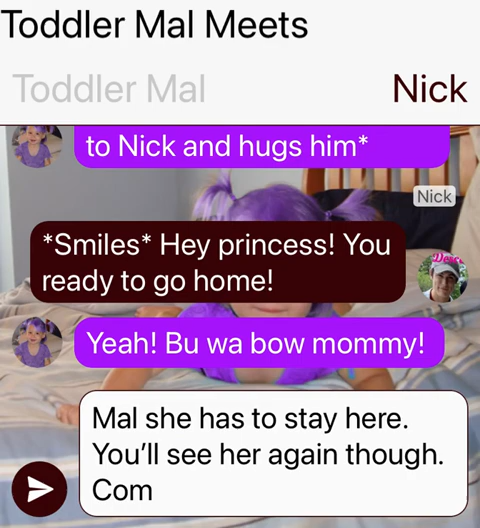 Toddler Mal Meets
Toddler Mal
Nick
to Nick and hugs him*
Nick
*Smiles* Hey princess! You
ready to go home!
Yeah! Bu wa bow mommy!
Mal she has to stay here.
You’ll see her again though.
Com